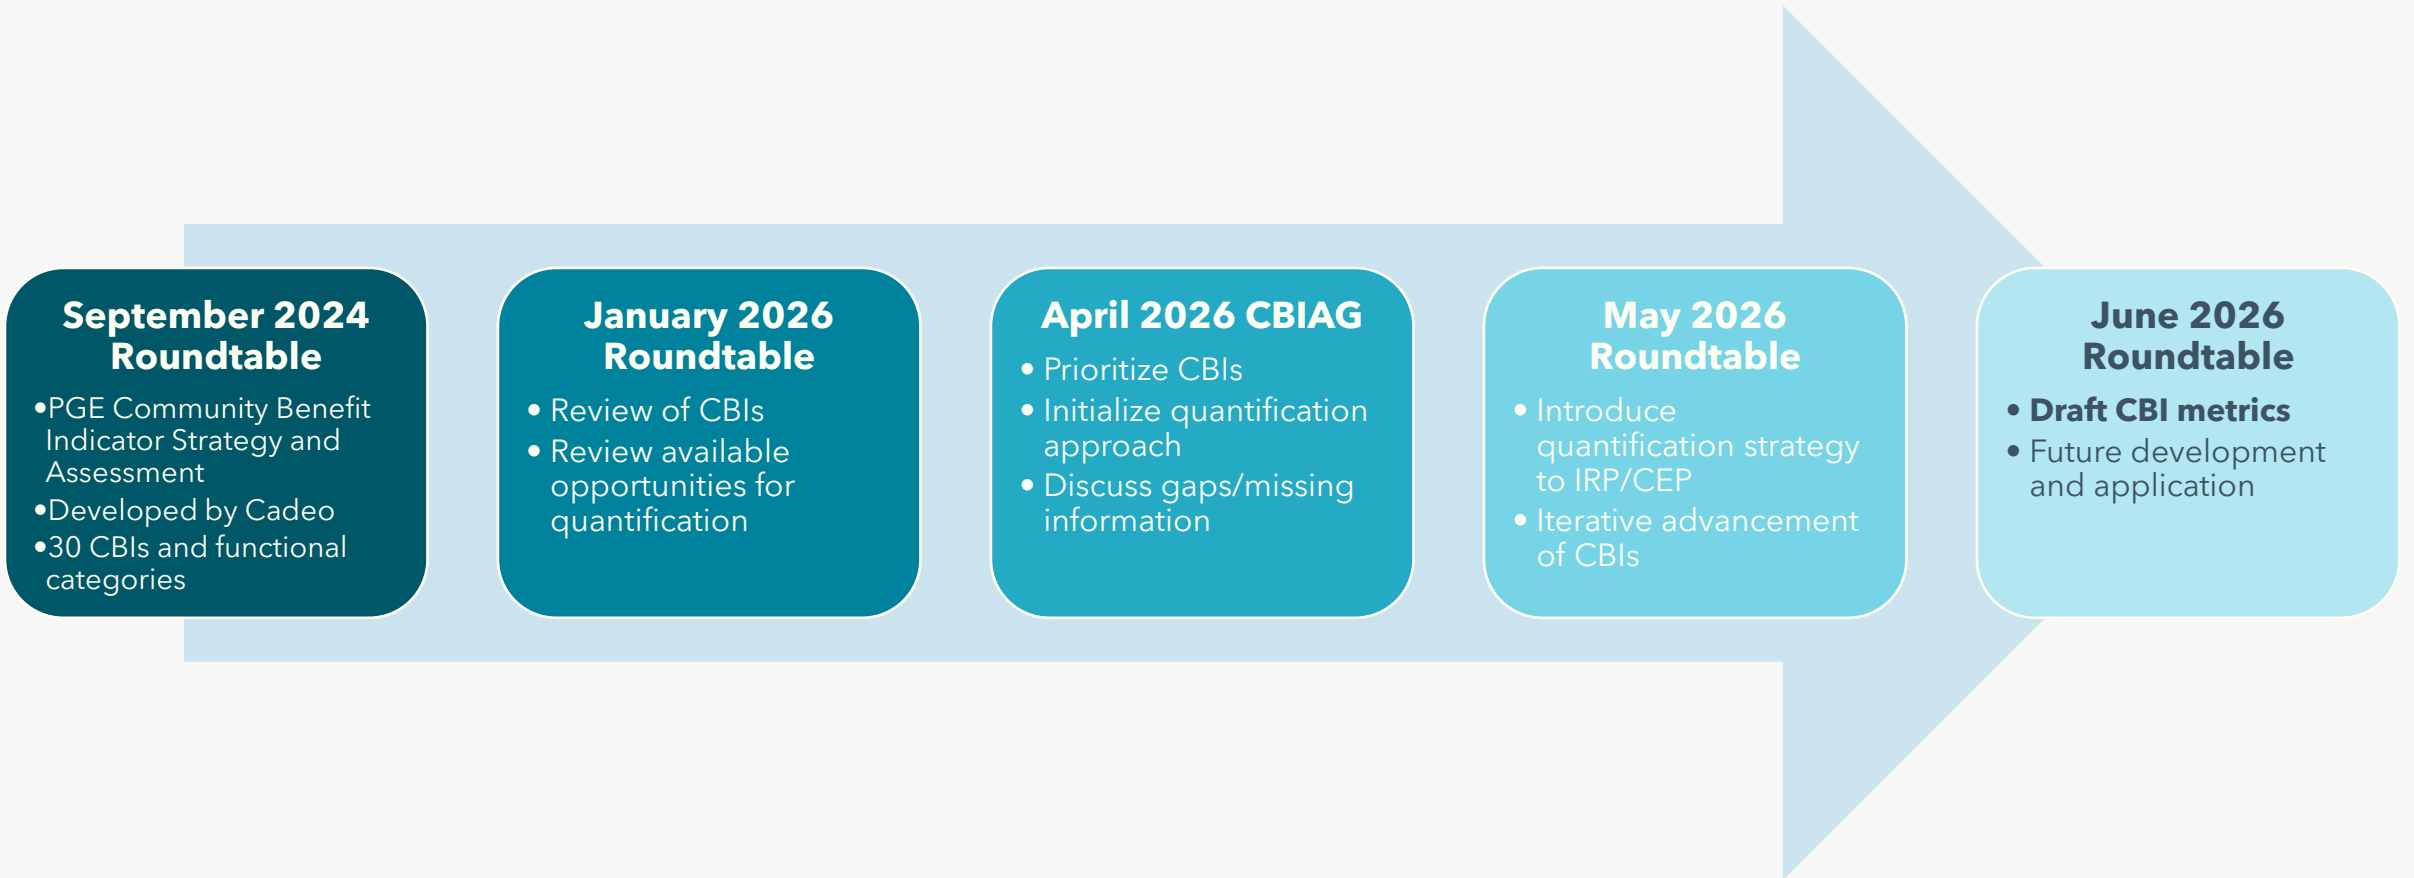 September 2024
Roundtable
•PGE Community Benefit
Indicator Strategy and
Assessment
•Developed by Cadeo
•30 CBIs and functional
categories
January 2026
Roundtable
• Review of CBIs
• Review available
opportunities for
quantification
April 2026 CBIAG
• Prioritize CBIs
• Initialize quantification
approach
• Discuss gaps/missing
information
May 2026
Roundtable
• Introduce
quantification strategy
to IRP/CEP
• Iterative advancement
of CBIs
June 2026
Roundtable
• Draft CBI metrics
• Future development
and application